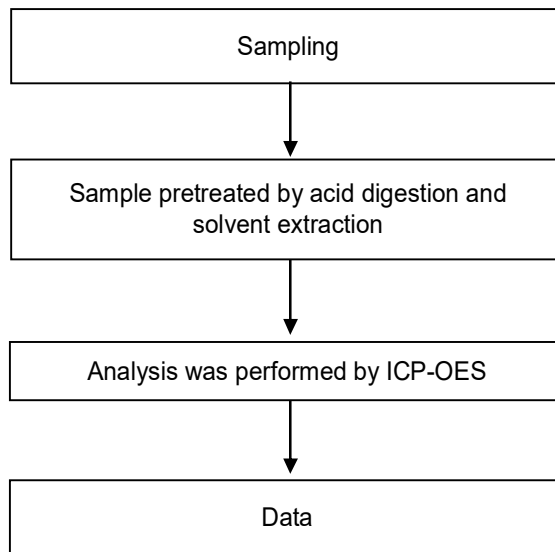 Sampling
Sample pretreated by acid digestion and
solvent extraction
Analysis was performed by ICP-OES
Data